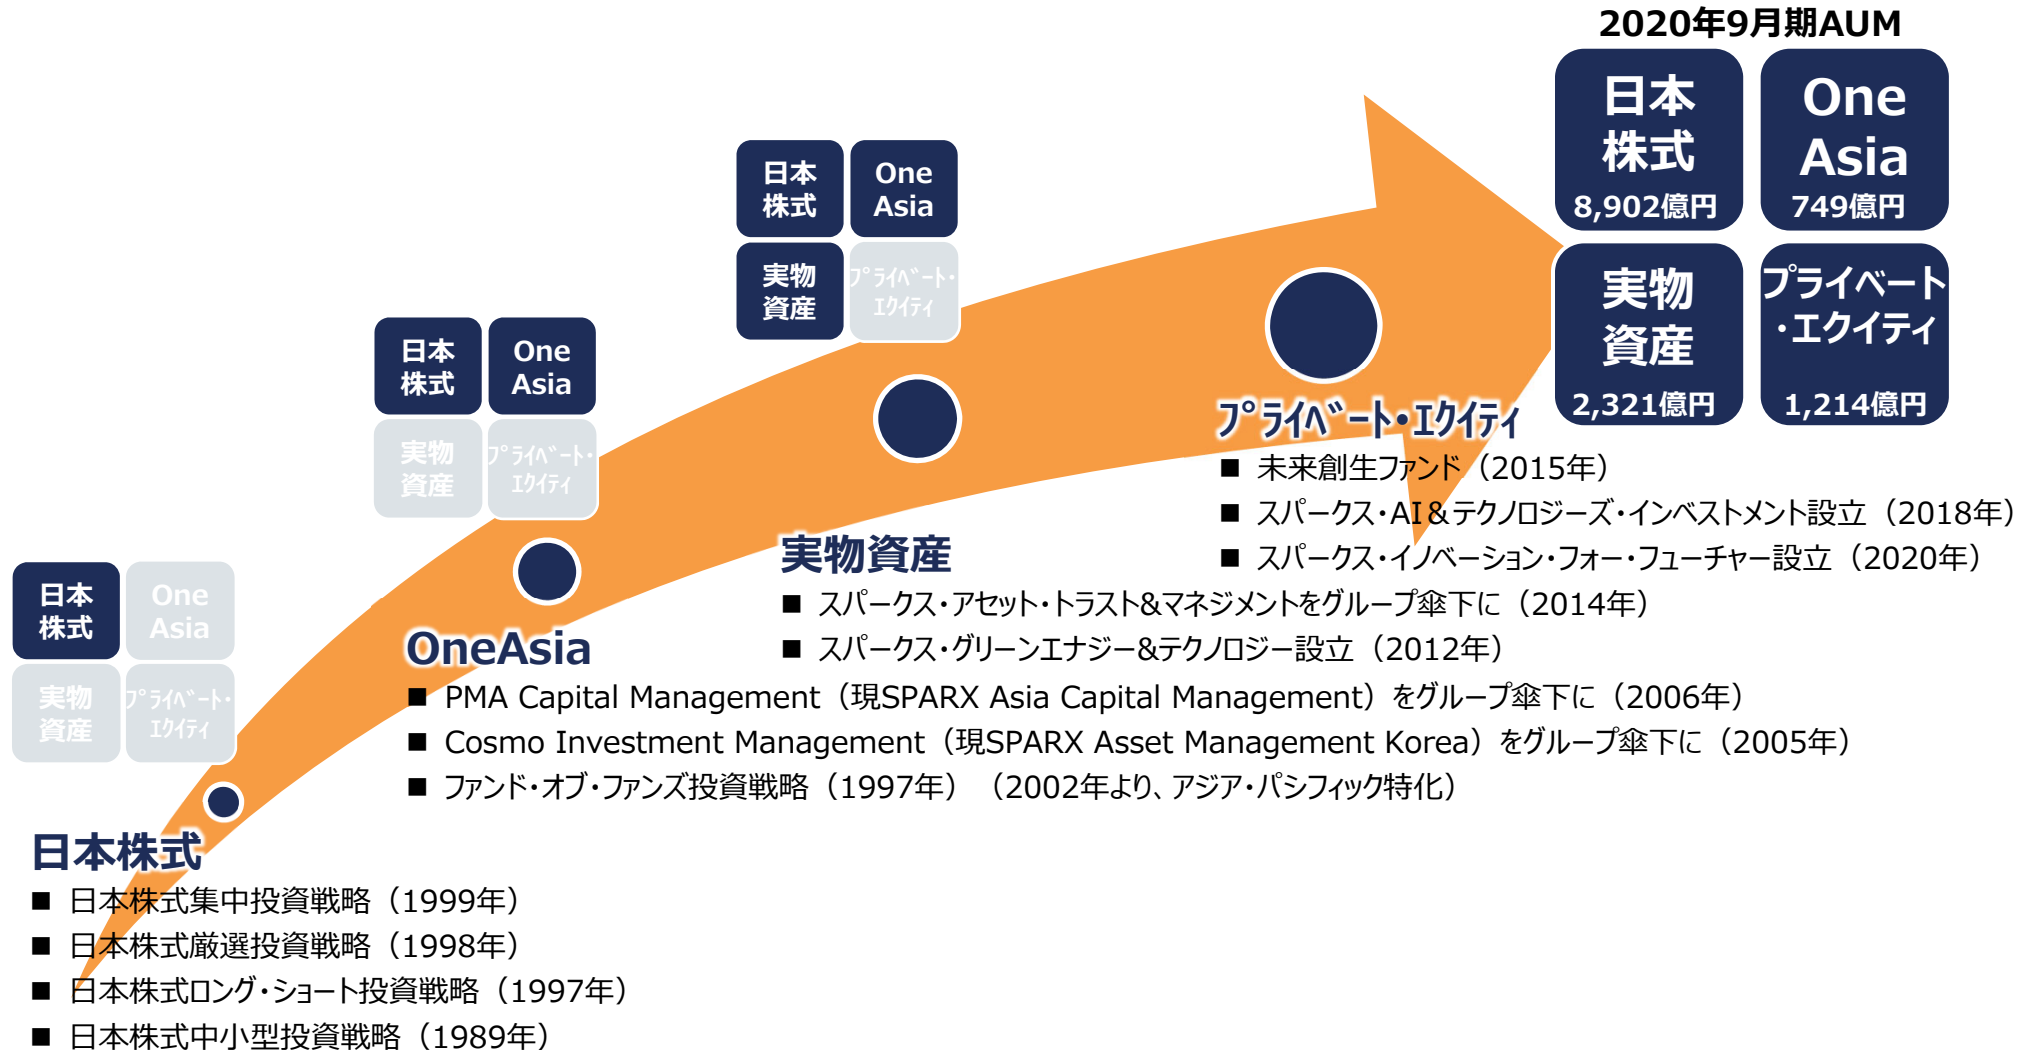 2020年9月期AUM
日本
株式
8,902億円
One
Asia
749億円
実物
資産
2,321億円
プライベート
・エクイティ
1,214億円
日本
株式
One
Asia
実物
資産
プライベート・
エクイティ
日本
株式
One
Asia
実物
資産
プライベート・
エクイティ
日本
株式
One
Asia
実物
資産
プライベート・
エクイティ
プライベート・エクイティ
■ 未来創生ファンド（2015年）
■ スパークス・AI＆テクノロジーズ・インベストメント設立（2018年）
■ スパークス・イノベーション・フォー・フューチャー設立（2020年）
実物資産
■ スパークス・アセット・トラスト&マネジメントをグループ傘下に（2014年）
■ スパークス・グリーンエナジー&テクノロジー設立（2012年）
OneAsia
■ PMA Capital Management（現SPARX Asia Capital Management）をグループ傘下に（2006年）
■ Cosmo Investment Management（現SPARX Asset Management Korea）をグループ傘下に（2005年）
■ ファンド・オブ・ファンズ投資戦略（1997年）（2002年より、アジア・パシフィック特化）
日本株式
■ 日本株式集中投資戦略（1999年）
■ 日本株式厳選投資戦略（1998年）
■ 日本株式ロング・ショート投資戦略（1997年）
■ 日本株式中小型投資戦略（1989年）